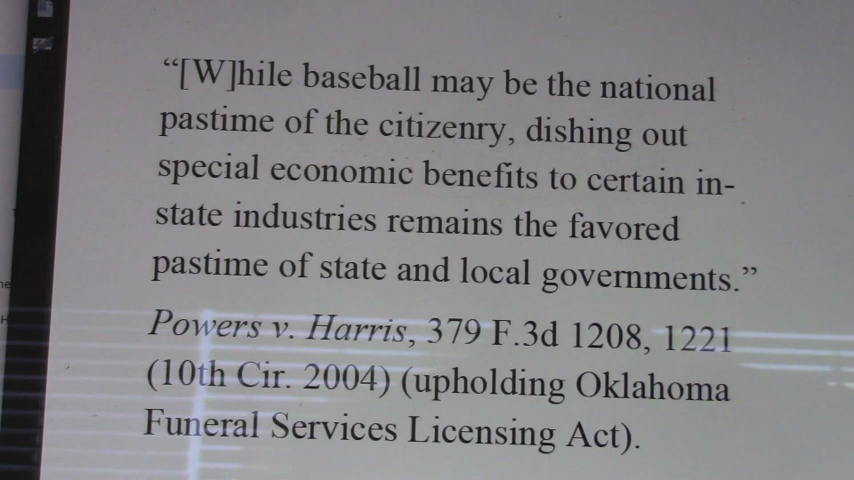 “[W]hile baseball may be the national
pastime of the citizenry, dishing out
special economic benefits to certain in-
state industries remains the favored
pastime of state and local governments.”
Powers v. Harris, 379 F.3d 1208, 1221
(10th Cir. 2004) (upholding Oklahoma
Funeral Services Licensing Act).